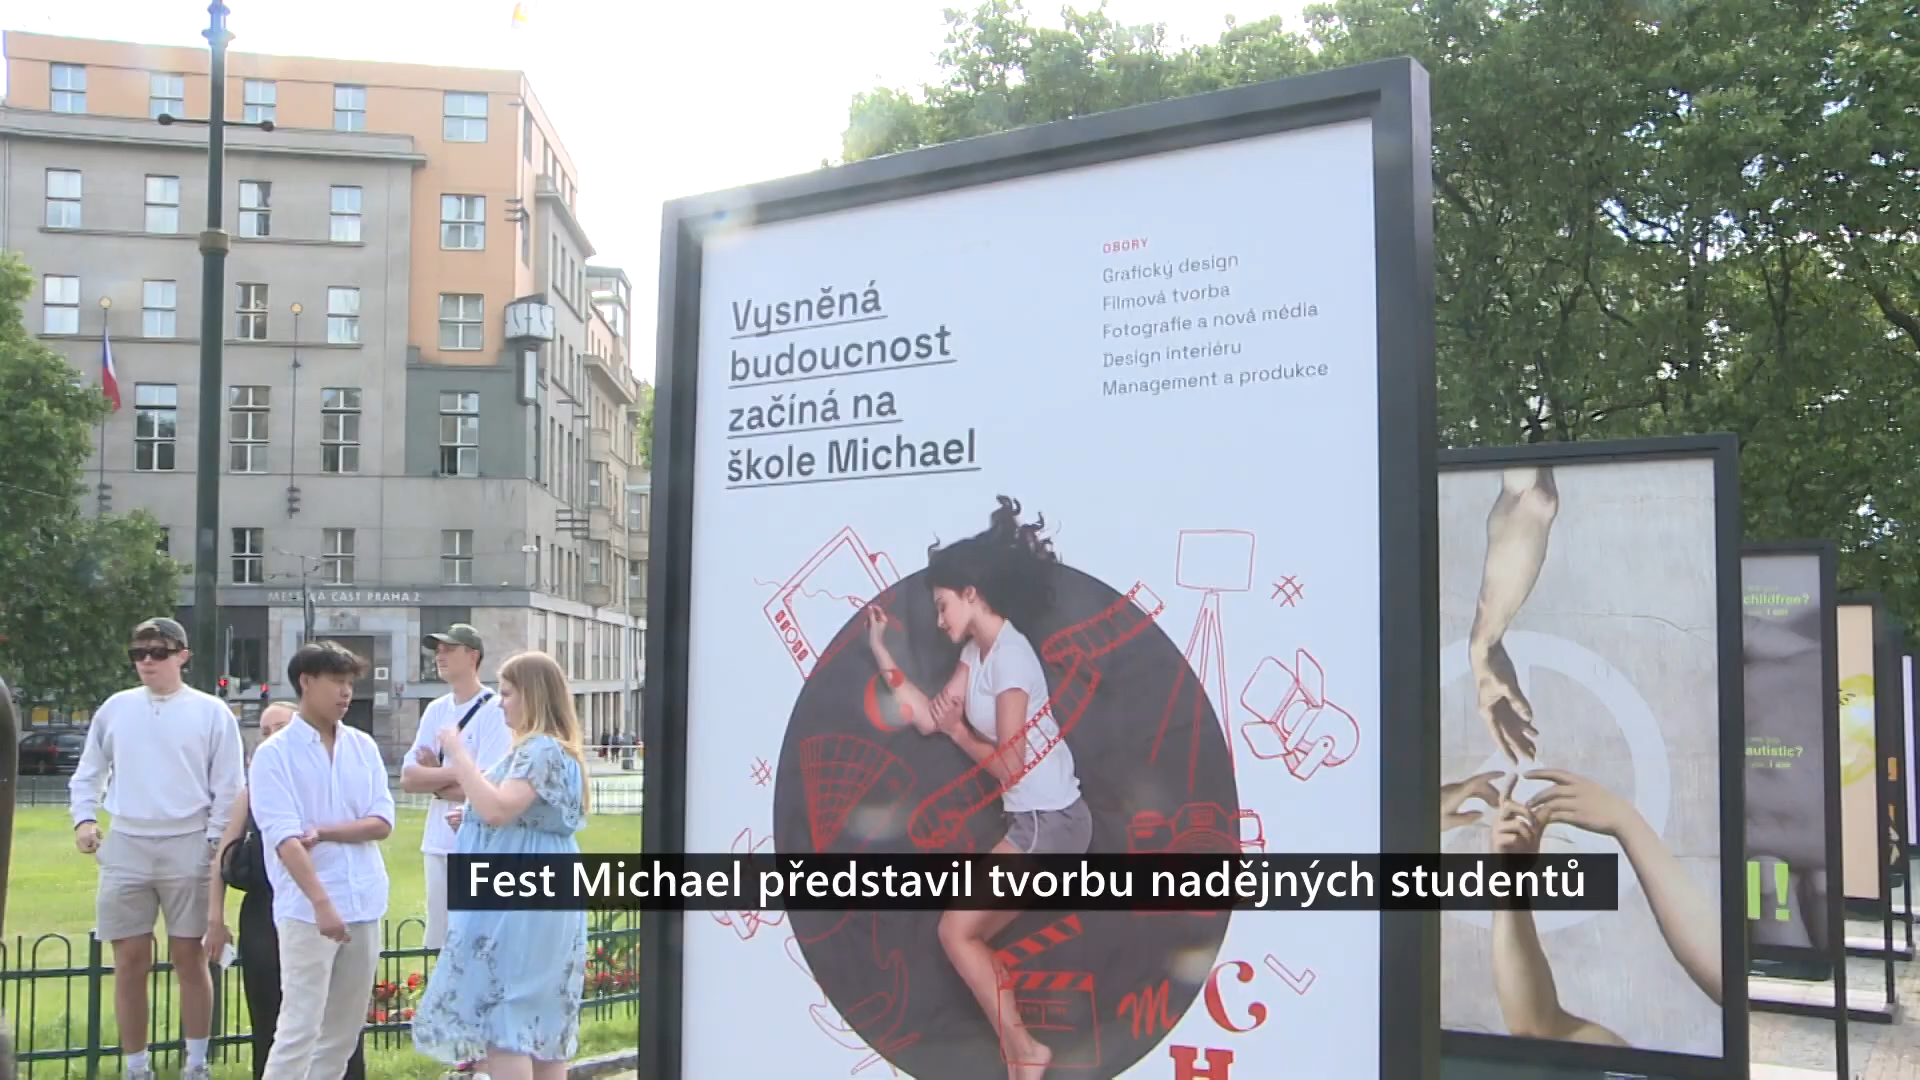 Vysněná
budoucnost
začíná na
škole Michael
OBORY
Grafický design
Filmová tvorba
Fotografie a nová média
Design interiéru
Management a produkce
MĚSTSKÁ ČÁST PRAHA 2
childfree?
autistic?
Fest Michael představil tvorbu nadějných studentů
M
C
H
L
!